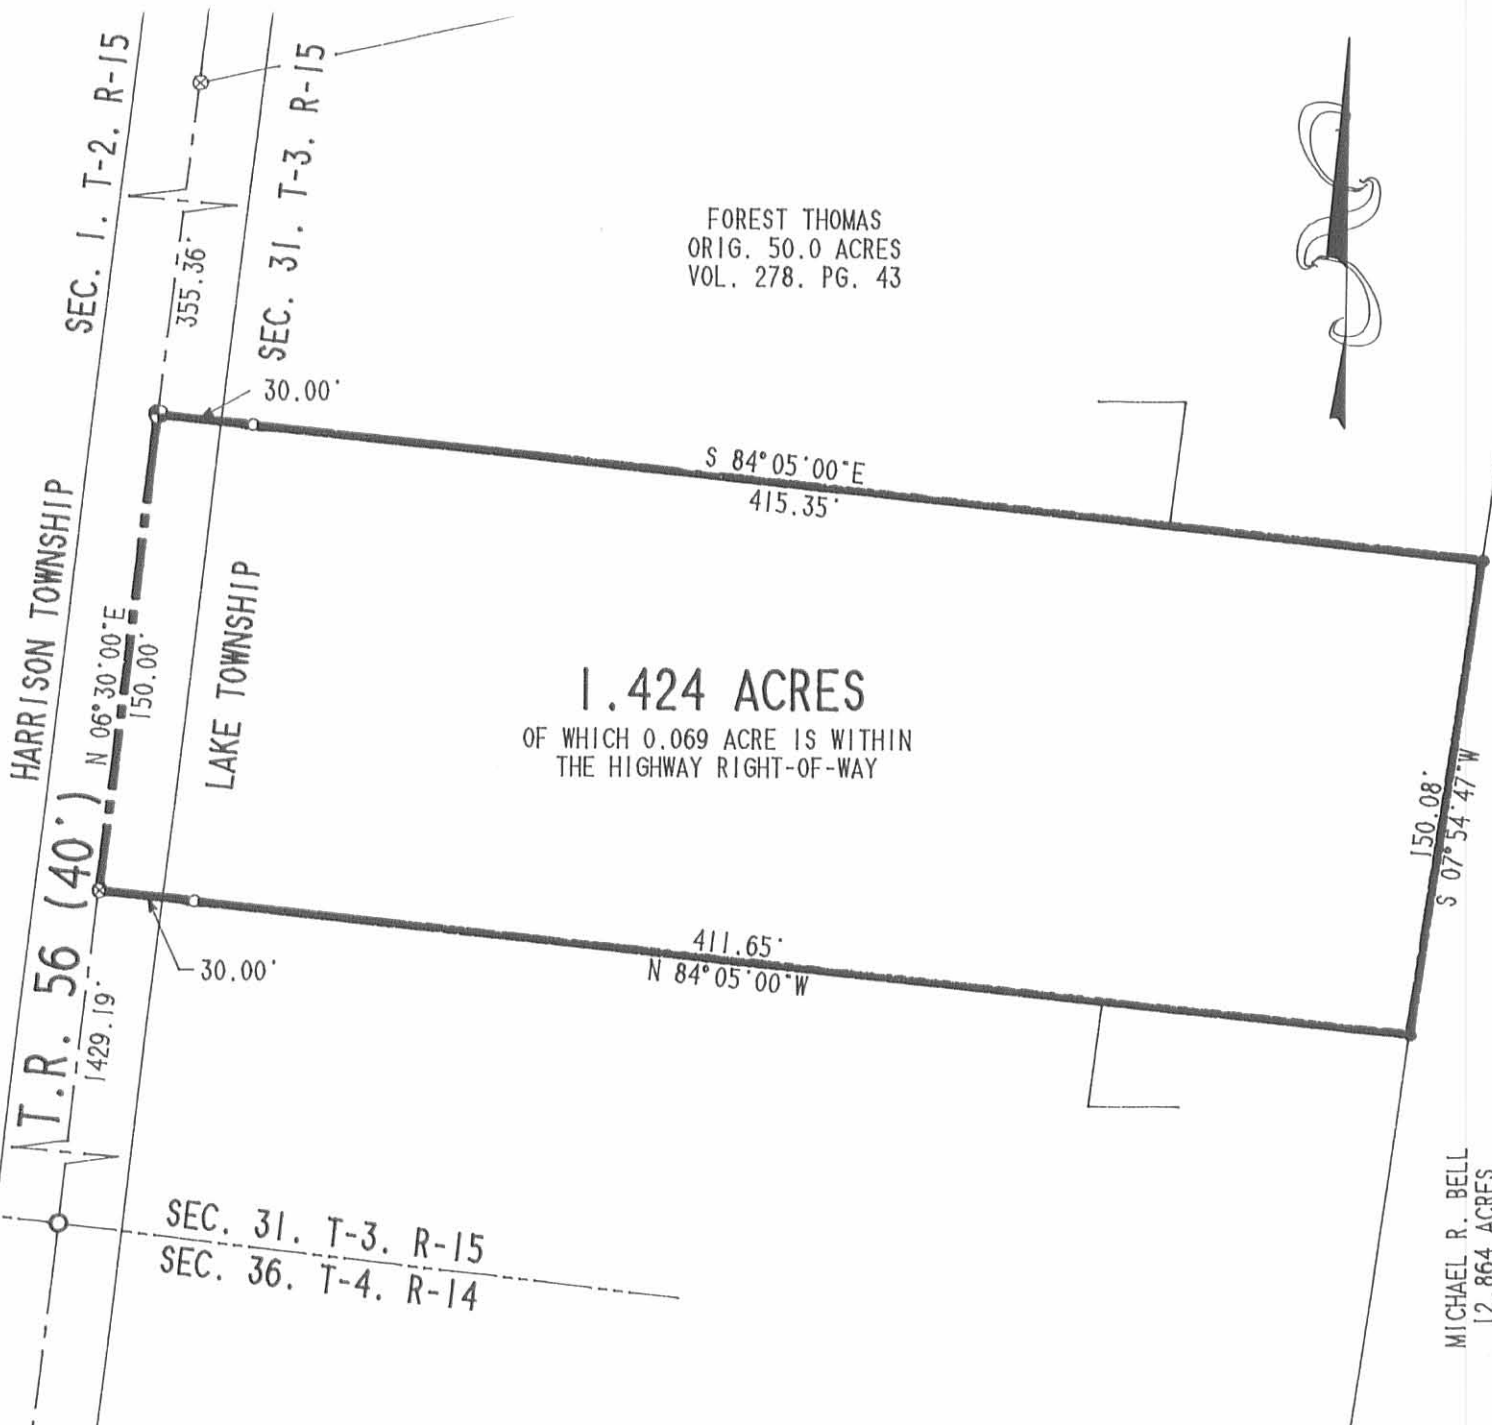 SEC. 1. T-2. R-15
SEC. 31. T-3. R-15
355.36'
FOREST THOMAS
ORIG. 50.0 ACRES
VOL. 278. PG. 43
30.00'
S 84°05'00"E
415.35'
HARRISON TOWNSHIP
N 06°30'00"E
150.00'
LAKE TOWNSHIP
1.424 ACRES
OF WHICH 0.069 ACRE IS WITHIN
THE HIGHWAY RIGHT-OF-WAY
150.08'
S 07°54'47"W
T.R. 56 (40')
411.65'
N 84°05'00"W
30.00'
1429.19'
SEC. 31. T-3. R-15
SEC. 36. T-4. R-14
MICHAEL R. BELL
12.864 ACRES